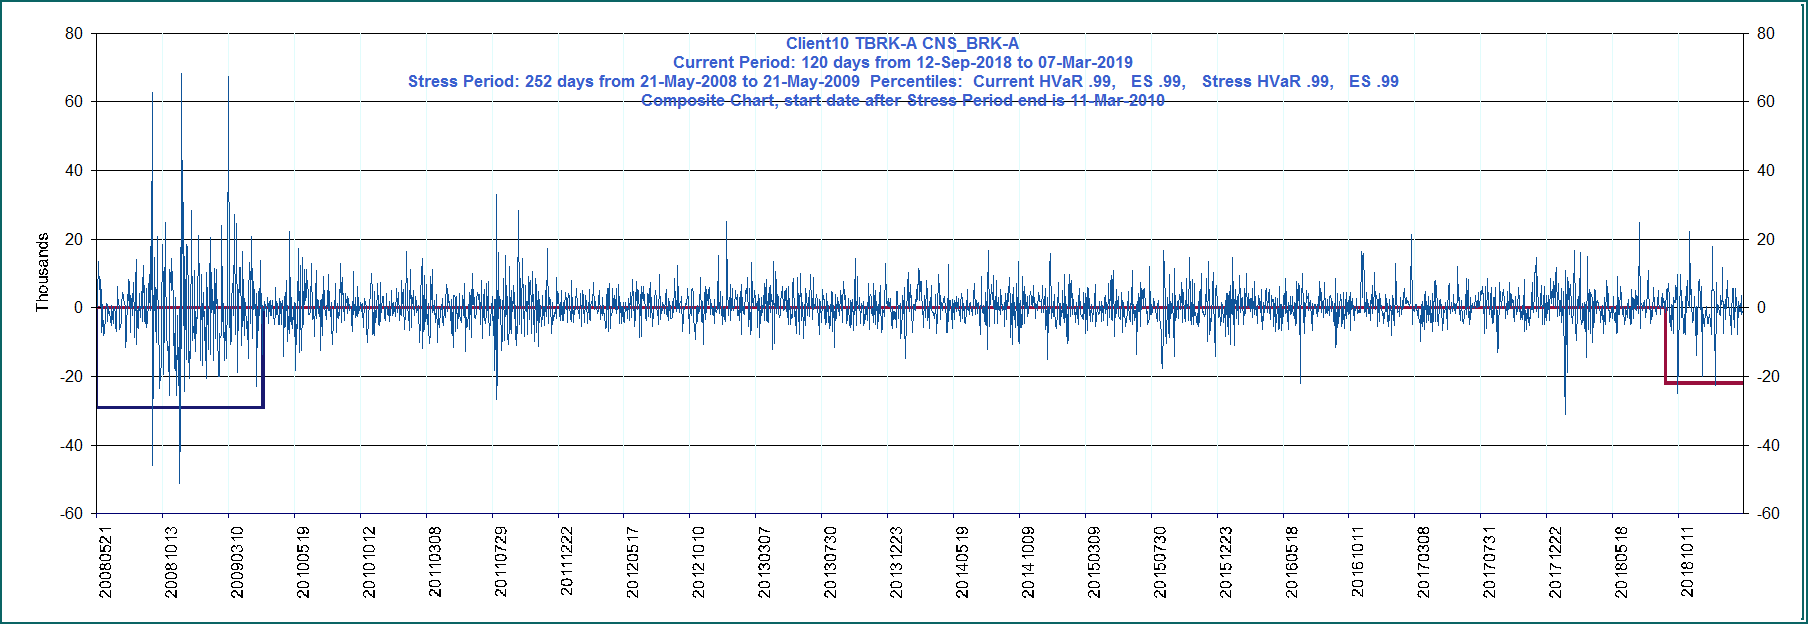 Client10 TBRK-A CNS_BRK-A
Current Period: 120 days from 12-Sep-2018 to 07-Mar-2019
Stress Period: 252 days from 21-May-2008 to 21-May-2009 Percentiles: Current HVaR .99, ES .99, Stress HVaR .99, ES .99
Composite Chart, start date after Stress Period end is 11-Mar-2010
Thousands
80 80
60 60
40 40
20 20
0 0
-20 -20
-40 -40
-60 -60
20080521 20081013 20090310 20100519 20101012 20110308 20110729 20111222 20120517 20121010 20130307 20130730 20131223 20140519 20141009 20150309 20150730 20151223 20160518 20161011 20170308 20170731 20171222 20180518 20181011